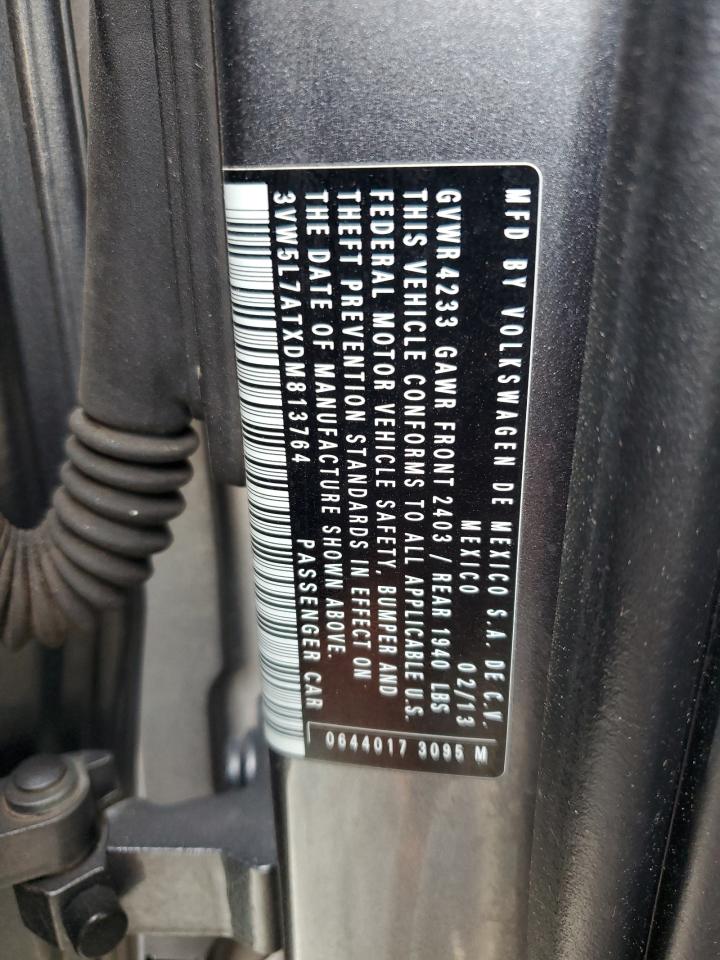 MFD BY VOLKSWAGEN DE MEXICO S.A. DE C.V.
MEXICO 02/13
GVWR 4233 GAWR FRONT 2403 / REAR 1940 LBS
THIS VEHICLE CONFORMS TO ALL APPLICABLE U.S.
FEDERAL MOTOR VEHICLE SAFETY, BUMPER AND
THEFT PREVENTION STANDARDS IN EFFECT ON
THE DATE OF MANUFACTURE SHOWN ABOVE.
3VW5L7ATXDM813764 PASSENGER CAR
0644017 3095 M